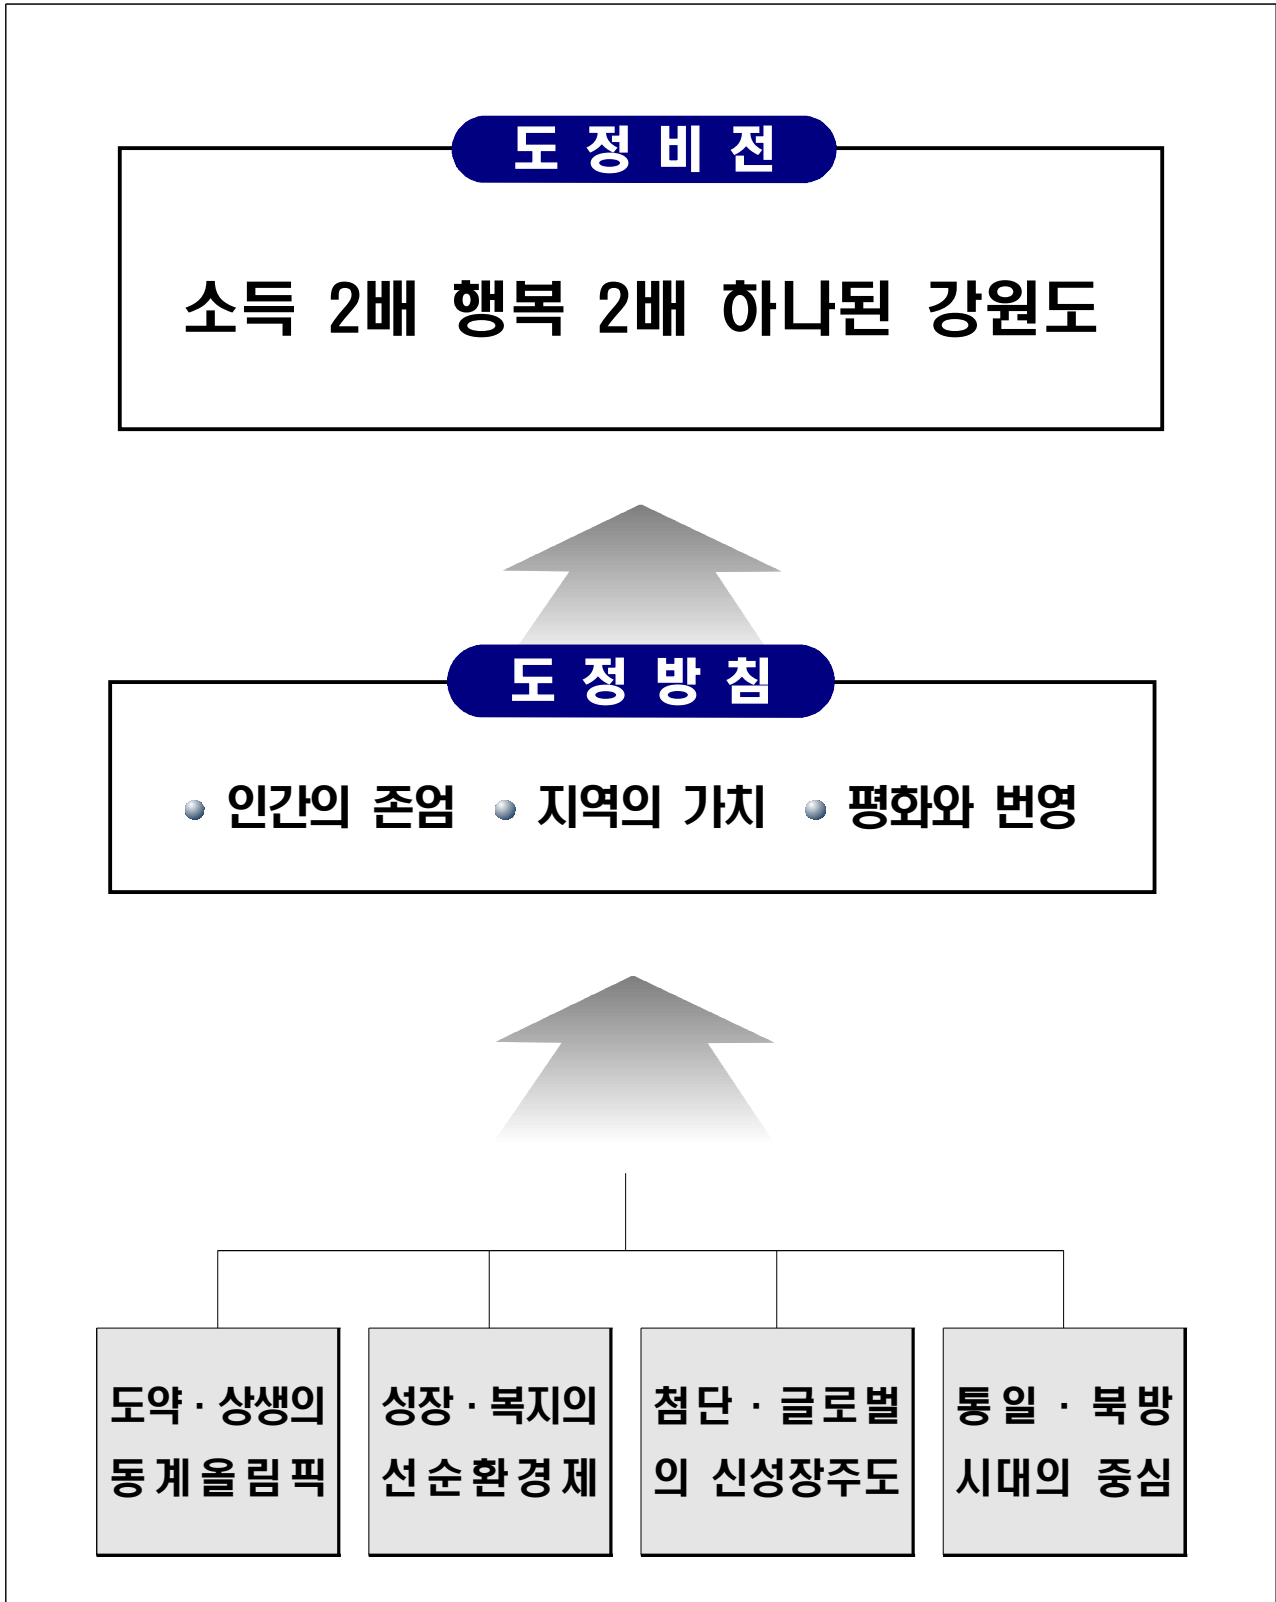 도 정 비 전
소득 2배 행복 2배 하나된 강원도
도 정 방 침
인간의 존엄 지역의 가치 평화와 번영
도약 · 상생의
동계올림픽
성장 · 복지의
선순환경제
첨단 · 글로벌
의 신성장주도
통일 · 북방
시대의 중심